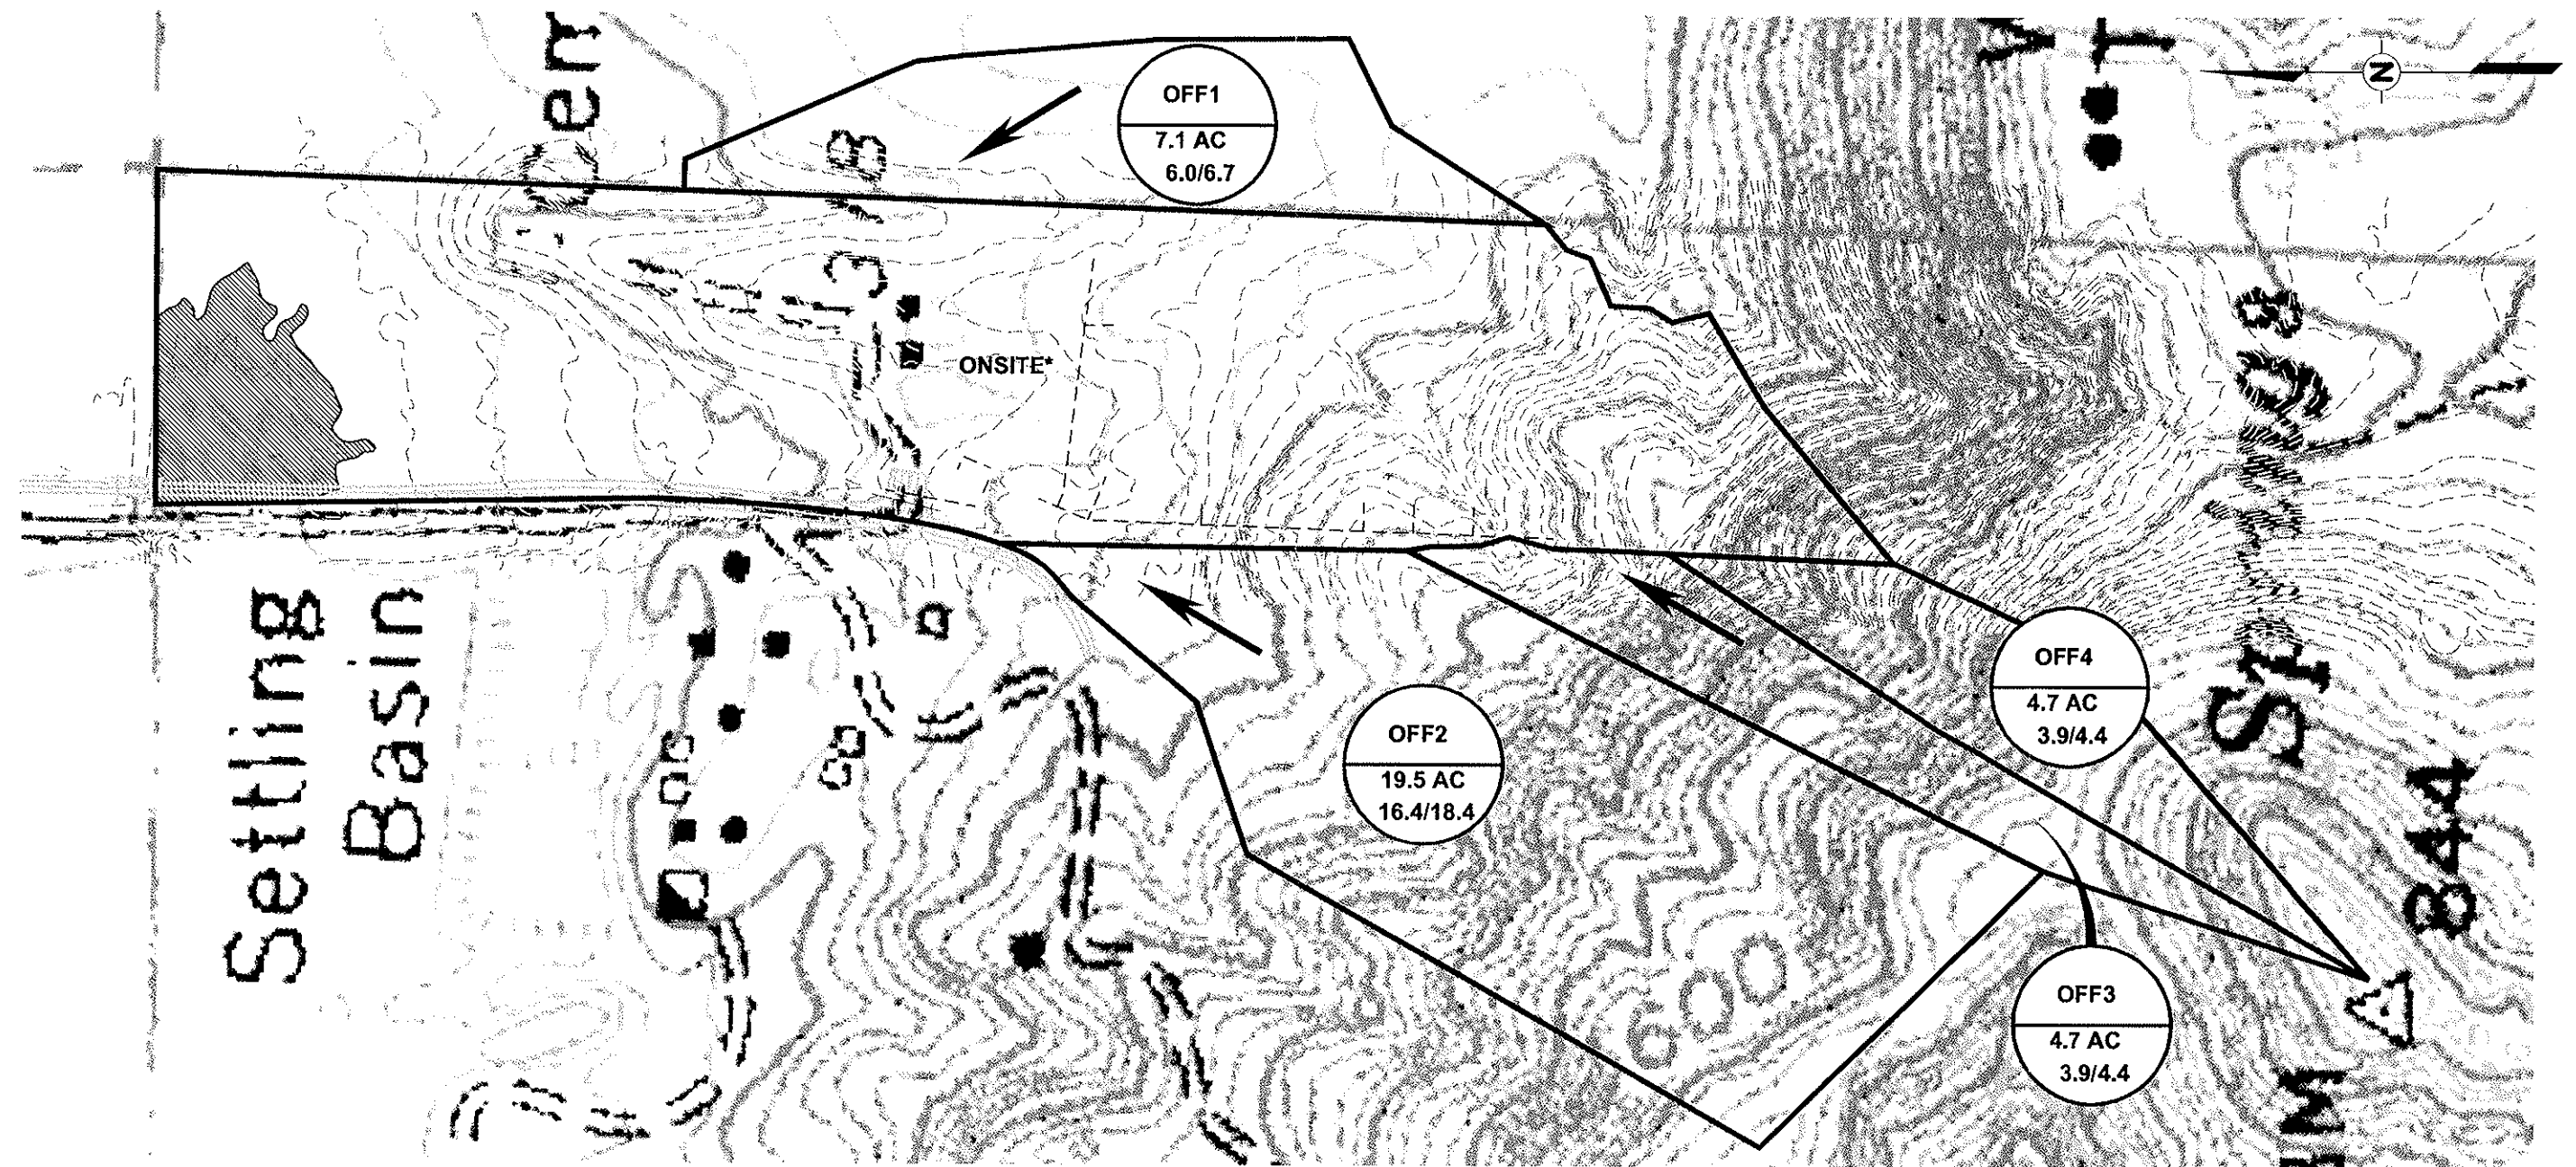 Cem
N
OFF1
7.1 AC
6.0/6.7
ONSITE*
Settling
Basin
OFF2
19.5 AC
16.4/18.4
OFF4
4.7 AC
3.9/4.4
OFF3
4.7 AC
3.9/4.4
600
844